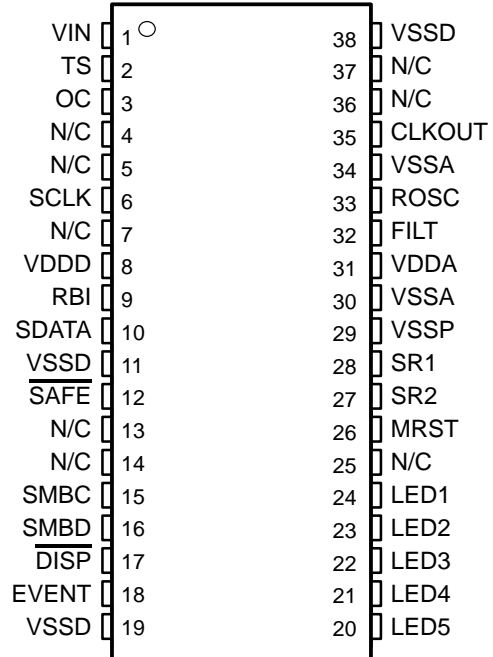 VIN 1 38 VSSD
TS 2 37 N/C
OC 3 36 N/C
N/C 4 35 CLKOUT
N/C 5 34 VSSA
SCLK 6 33 ROSC
N/C 7 32 FILT
VDDD 8 31 VDDA
RBI 9 30 VSSA
SDATA 10 29 VSSP
VSSD 11 28 SR1
SAFE 12 27 SR2
N/C 13 26 MRST
N/C 14 25 N/C
SMBC 15 24 LED1
SMBD 16 23 LED2
DISP 17 22 LED3
EVENT 18 21 LED4
VSSD 19 20 LED5